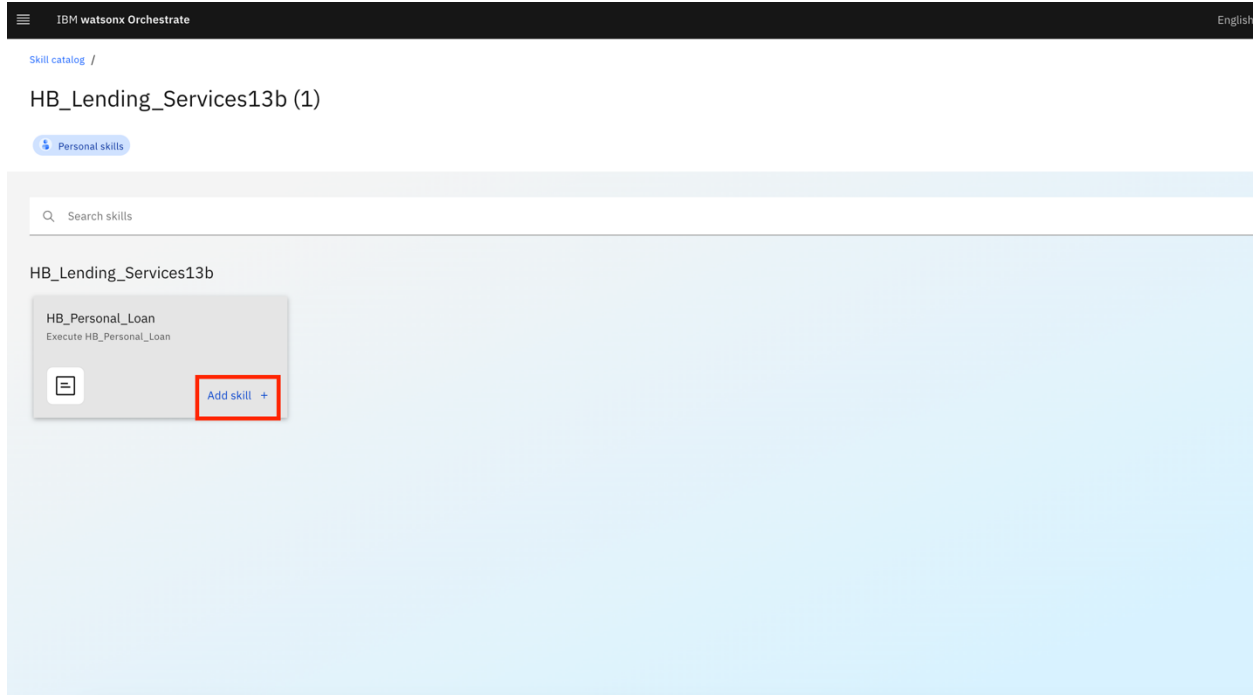 IBM watsonx Orchestrate
English
Skill catalog /
HB_Lending_Services13b (1)
Personal skills
Search skills
HB_Lending_Services13b
HB_Personal_Loan
Execute HB_Personal_Loan
Add skill +